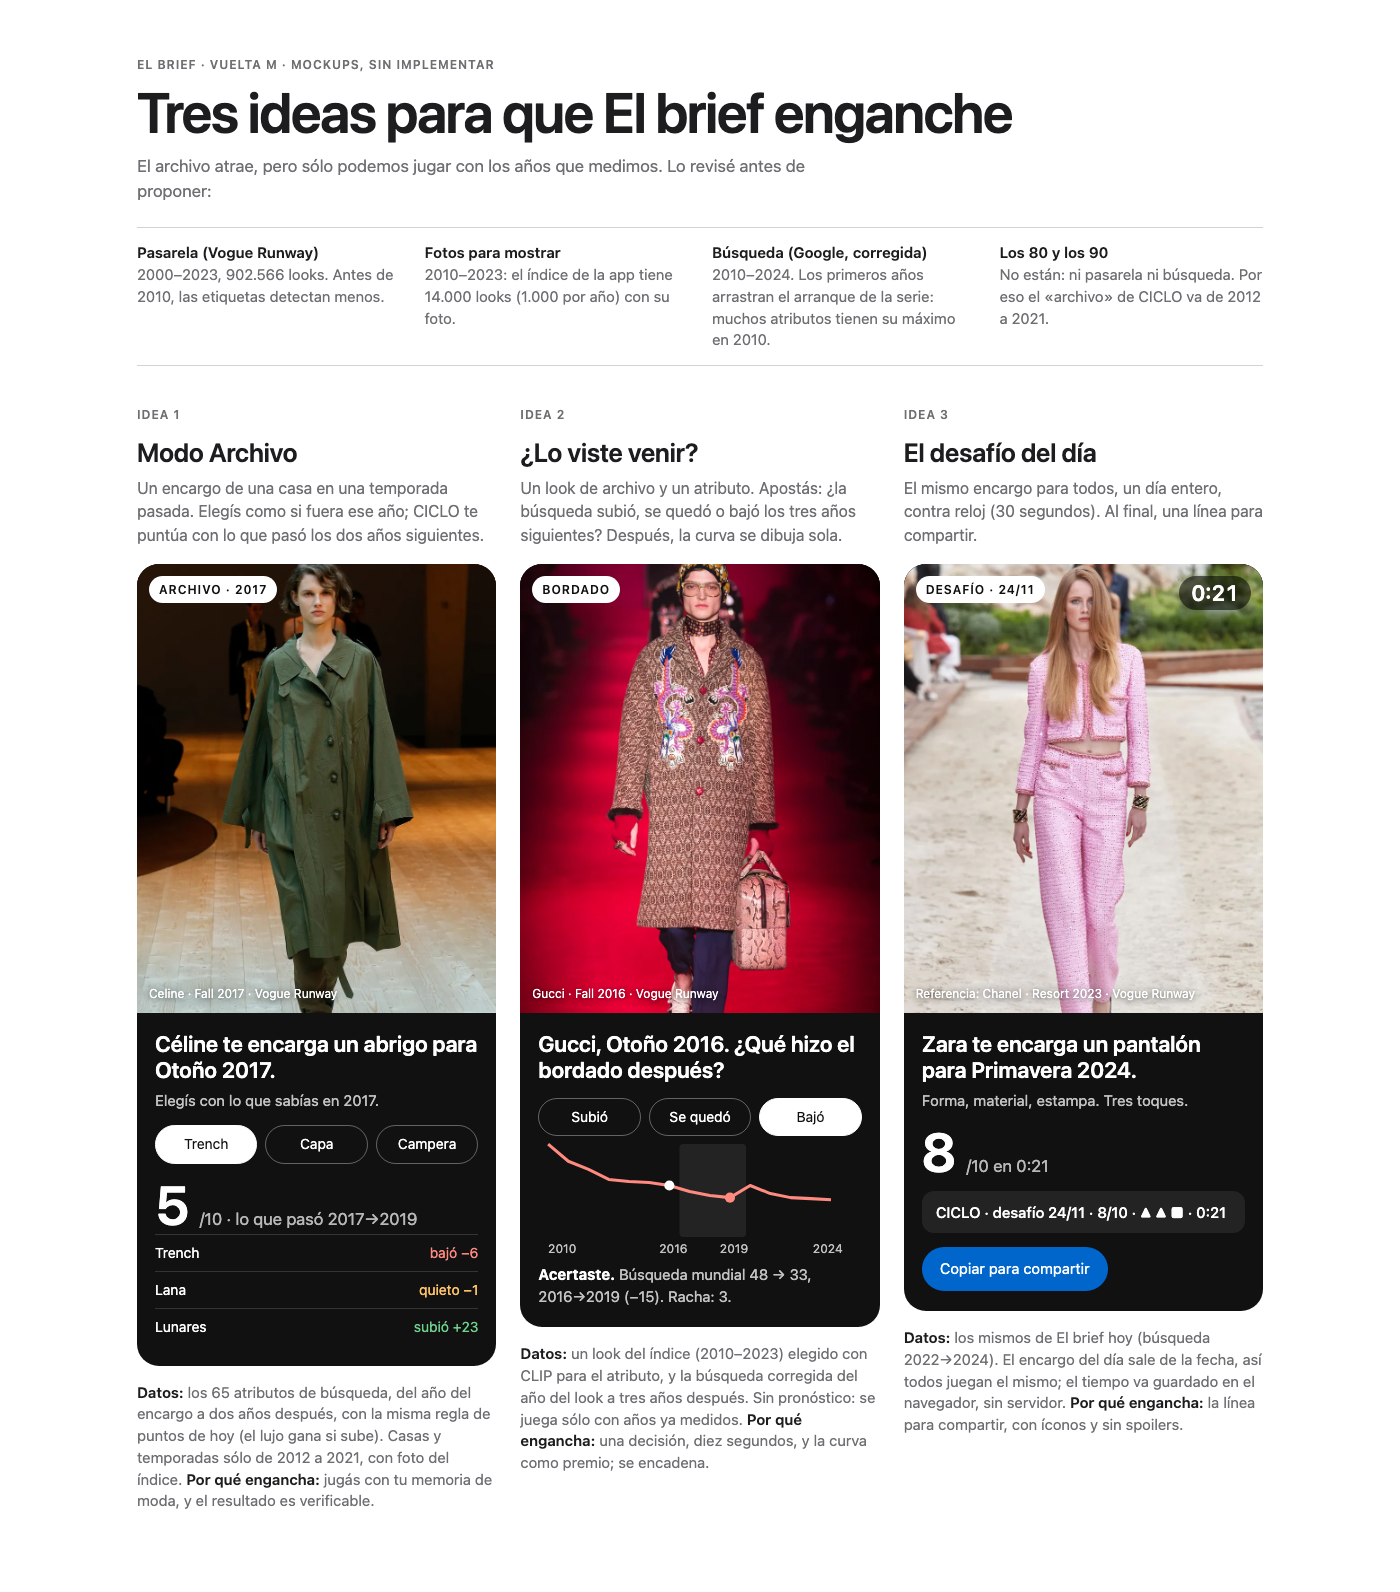 EL BRIEF · VUELTA M · MOCKUPS, SIN IMPLEMENTAR
Tres ideas para que El brief enganche
El archivo atrae, pero sólo podemos jugar con los años que medimos. Lo revisé antes de
proponer:
Pasarela (Vogue Runway)
2000–2023, 902.566 looks. Antes de
2010, las etiquetas detectan menos.
Fotos para mostrar
2010–2023: el índice de la app tiene
14.000 looks (1.000 por año) con su
foto.
Búsqueda (Google, corregida)
2010–2024. Los primeros años
arrastran el arranque de la serie:
muchos atributos tienen su máximo
en 2010.
Los 80 y los 90
No están: ni pasarela ni búsqueda. Por
eso el «archivo» de CICLO va de 2012
a 2021.
IDEA 1
Modo Archivo
Un encargo de una casa en una temporada
pasada. Elegís como si fuera ese año; CICLO te
puntúa con lo que pasó los dos años siguientes.
ARCHIVO · 2017
Celine · Fall 2017 · Vogue Runway
Céline te encarga un abrigo para
Otoño 2017.
Elegís con lo que sabías en 2017.
Trench Capa Campera
5 /10 · lo que pasó 2017→2019
Trench bajó −6
Lana quieto −1
Lunares subió +23
Datos: los 65 atributos de búsqueda, del año del
encargo a dos años después, con la misma regla de
puntos de hoy (el lujo gana si sube). Casas y
temporadas sólo de 2012 a 2021, con foto del
índice. Por qué engancha: jugás con tu memoria de
moda, y el resultado es verificable.
IDEA 2
¿Lo viste venir?
Un look de archivo y un atributo. Apostás: ¿la
búsqueda subió, se quedó o bajó los tres años
siguientes? Después, la curva se dibuja sola.
BORDADO
Gucci · Fall 2016 · Vogue Runway
Gucci, Otoño 2016. ¿Qué hizo el
bordado después?
Subió Se quedó Bajó
2010 2016 2019 2024
Acertaste. Búsqueda mundial 48 → 33,
2016→2019 (−15). Racha: 3.
Datos: un look del índice (2010–2023) elegido con
CLIP para el atributo, y la búsqueda corregida del
año del look a tres años después. Sin pronóstico: se
juega sólo con años ya medidos. Por qué
engancha: una decisión, diez segundos, y la curva
como premio; se encadena.
IDEA 3
El desafío del día
El mismo encargo para todos, un día entero,
contra reloj (30 segundos). Al final, una línea para
compartir.
DESAFÍO · 24/11
0:21
Referencia: Chanel · Resort 2023 · Vogue Runway
Zara te encarga un pantalón
para Primavera 2024.
Forma, material, estampa. Tres toques.
8 /10 en 0:21
CICLO · desafío 24/11 · 8/10 · ▲▲■ · 0:21
Copiar para compartir
Datos: los mismos de El brief hoy (búsqueda
2022→2024). El encargo del día sale de la fecha, así
todos juegan el mismo; el tiempo va guardado en el
navegador, sin servidor. Por qué engancha: la línea
para compartir, con íconos y sin spoilers.